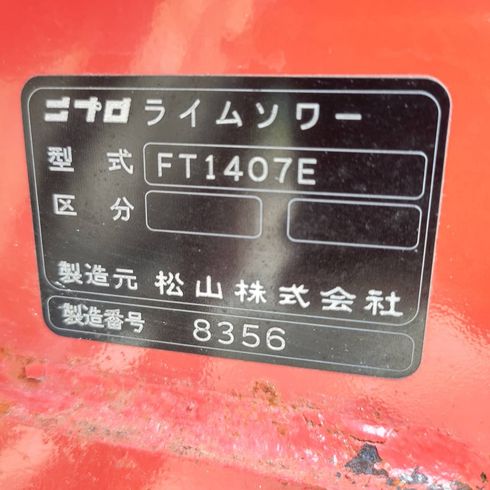 ニプロ ライムソワー
型式 FT1407E
区分
製造元 松山株式会社
製造番号 8356